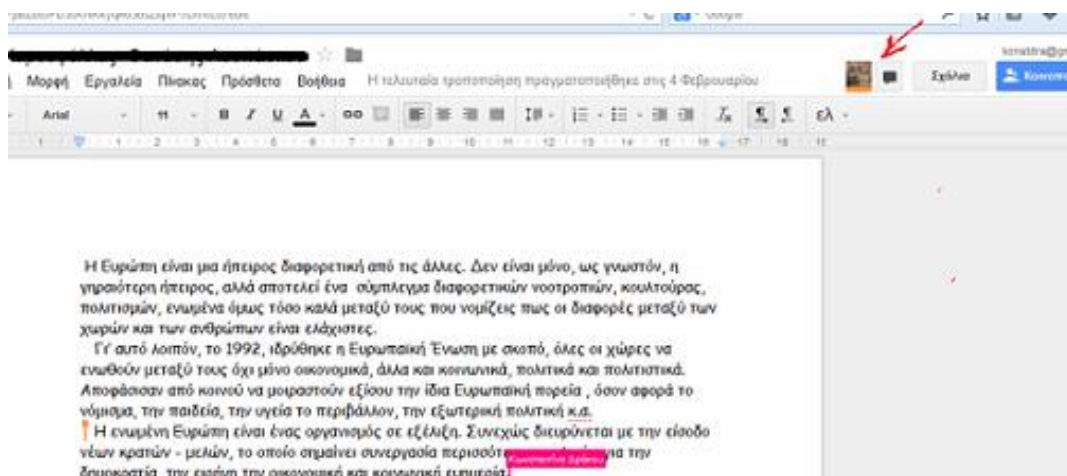 Google
Μορφή Εργαλεία Πίνακας Πρόσθετα Βοήθεια Η τελευταία τροποποίηση πραγματοποιήθηκε στις 4 Φεβρουαρίου
Σχόλια
Arial 11 B I U A ελ
Η Ευρώπη είναι μια ήπειρος διαφορετική από τις άλλες. Δεν είναι μόνο, ως γνωστόν, η
γηραιότερη ήπειρος, αλλά αποτελεί ένα σύμπλεγμα διαφορετικών νοοτροπιών, κουλτούρας,
πολιτισμών, ενωμένα όμως τόσο καλά μεταξύ τους που νομίζεις πως οι διαφορές μεταξύ των
χωρών και των ανθρώπων είναι ελάχιστες.
Γι' αυτό λοιπόν, το 1992, ιδρύθηκε η Ευρωπαϊκή Ένωση με σκοπό, όλες οι χώρες να
ενωθούν μεταξύ τους όχι μόνο οικονομικά, άλλα και κοινωνικά, πολιτικά και πολιτιστικά.
Αποφάσισαν από κοινού να μοιραστούν εξίσου την ίδια Ευρωπαϊκή πορεία , όσον αφορά το
νόμισμα, την παιδεία, την υγεία το περιβάλλον, την εξωτερική πολιτική κ.α.
Η ενωμένη Ευρώπη είναι ένας οργανισμός σε εξέλιξη. Συνεχώς διευρύνεται με την είσοδο
νέων κρατών - μελών, το οποίο σημαίνει συνεργασία για την
δημοκρατία, την ειρήνη την οικονομική και κοινωνική ευημερία.